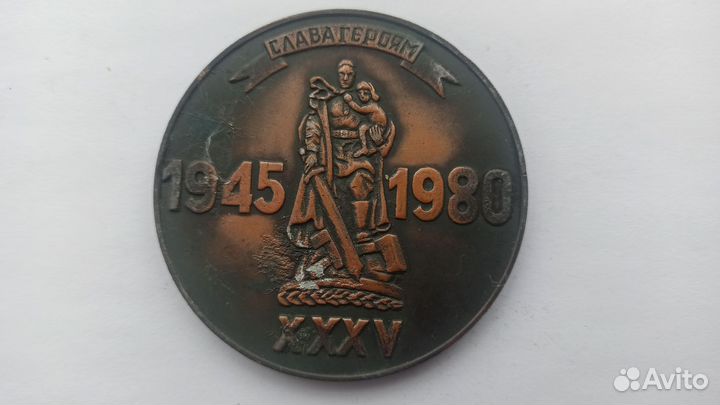 СЛАВА ГЕРОЯМ
1945 1980
XXXV
Avito